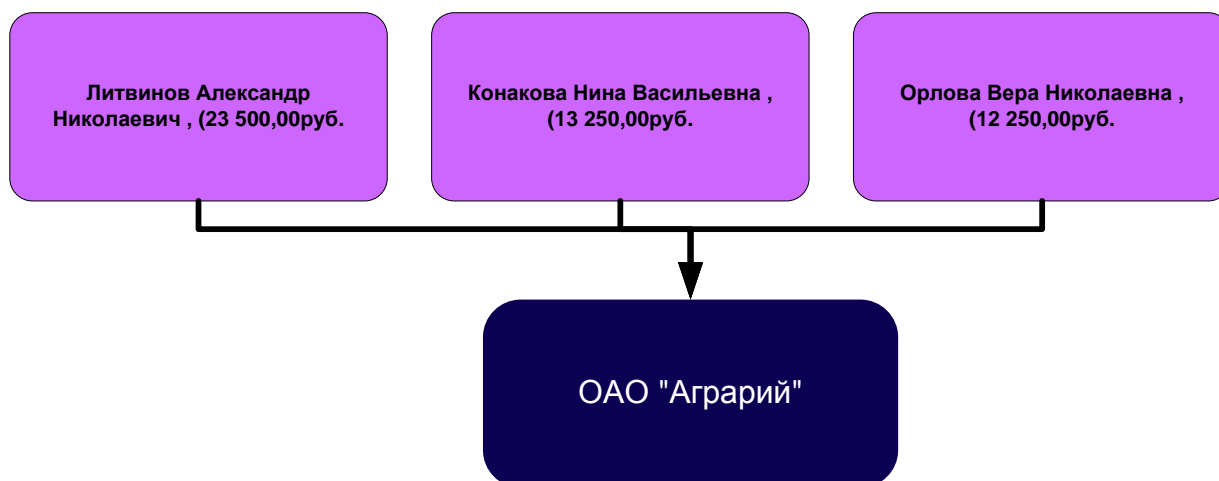 Литвинов Александр
Николаевич , (23 500,00руб.
Конакова Нина Васильевна ,
(13 250,00руб.
Орлова Вера Николаевна ,
(12 250,00руб.
ОАО "Аграрий"